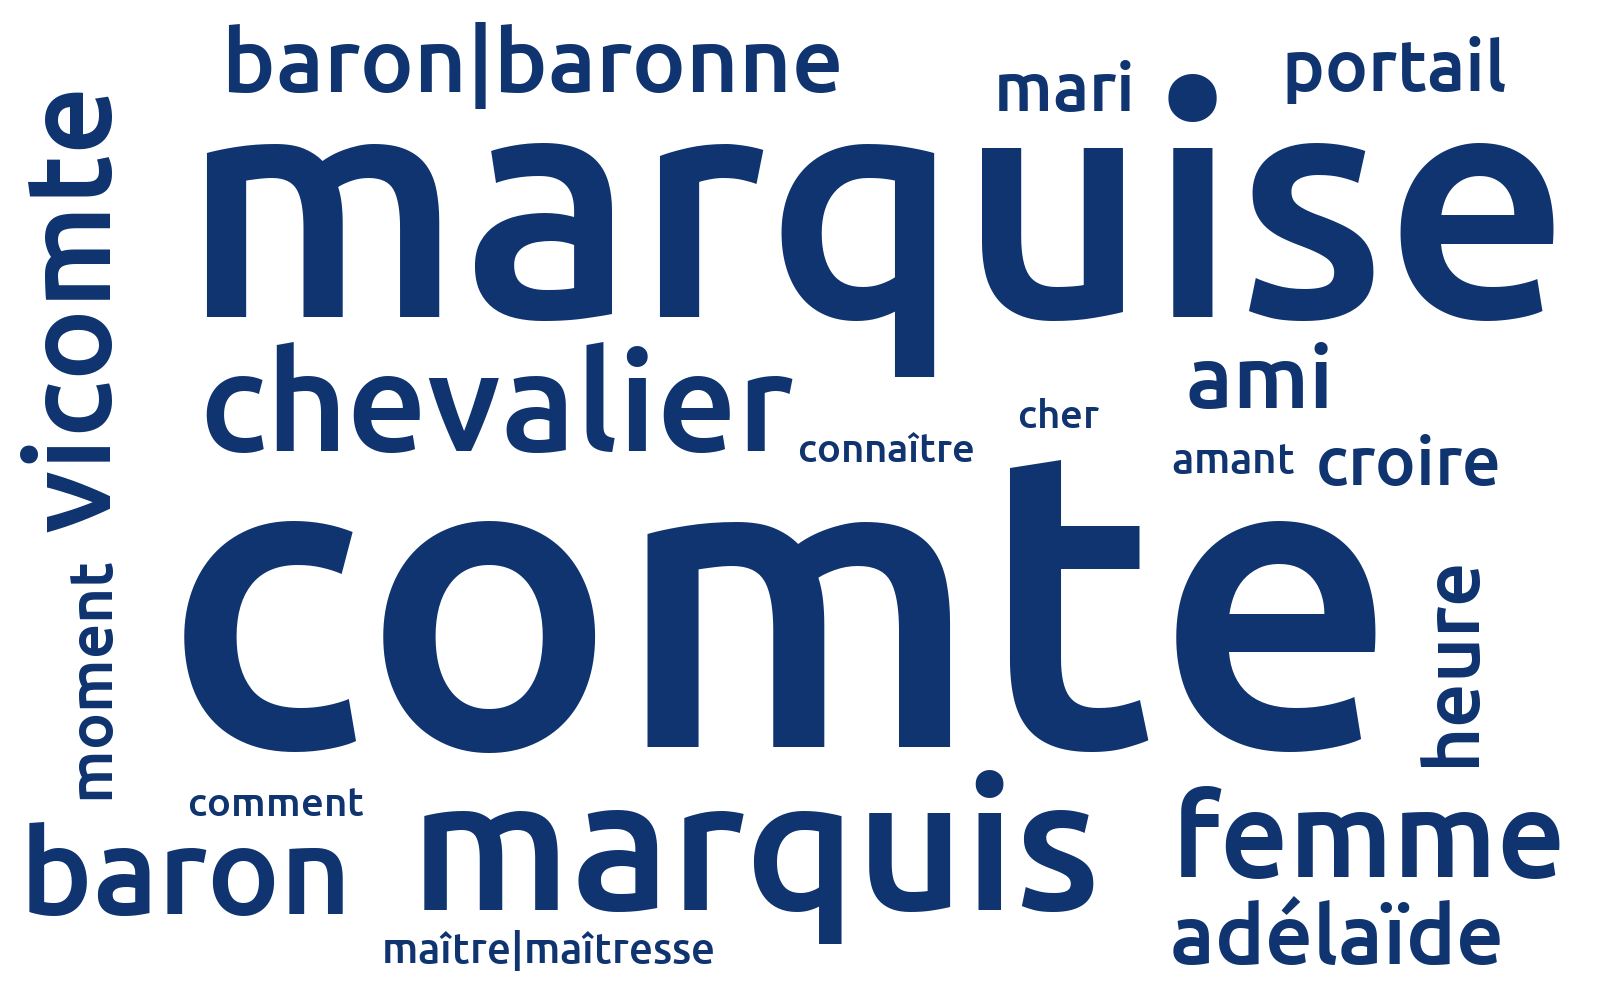 baron|baronne
mari
portail
vicomte
marquise
chevalier
ami
cher
connaître
amant
croire
comte
moment
heure
comment
baron
marquis
femme
maître|maîtresse
adélaïde